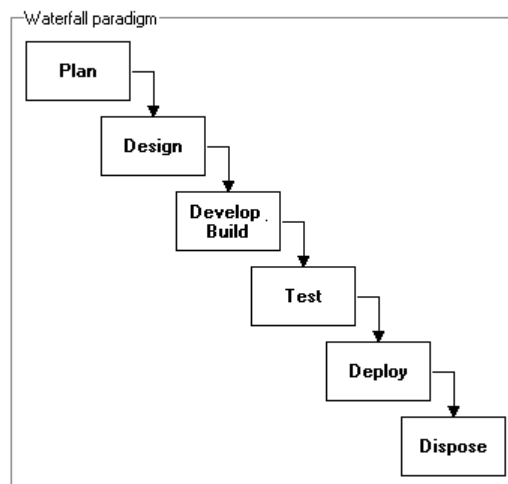 Waterfall paradigm
Plan
Design
Develop .
Build
Test
Deploy
Dispose